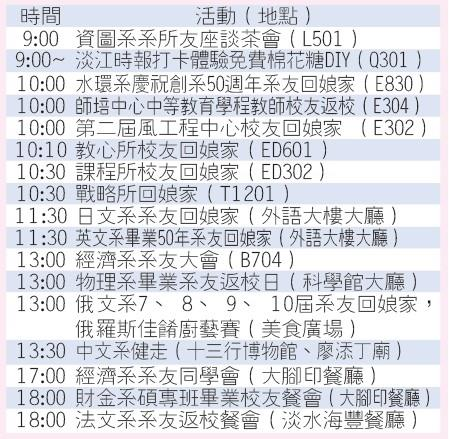 時間 活動（地點）
9:00 資圖系系所友座談茶會（L501）
9:00~ 淡江時報打卡體驗免費棉花糖DIY（Q301）
10:00 水環系慶祝創系50週年系友回娘家（E830）
10:00 師培中心中等教育學程教師校友返校（E304）
10:00 第二屆風工程中心校友回娘家 （E302）
10:10 教心所校友回娘家（ED601）
10:30 課程所校友回娘家（ED302）
10:30 戰略所回娘家（T1201）
11:30 日文系系友回娘家（外語大樓大廳）
11:30 英文系畢業50年系友回娘家（外語大樓大廳）
13:00 經濟系系友大會（B704）
13:00 物理系畢業系友返校日（科學館大廳）
13:00 俄文系7、8、9、10屆系友回娘家，
俄羅斯佳餚廚藝賽（美食廣場）
13:30 中文系健走（十三行博物館、廖添丁廟）
17:00 經濟系系友同學會（大腳印餐廳）
18:00 財金系碩專班畢業校友餐會（大腳印餐廳）
18:00 法文系系友返校餐會（淡水海豐餐廳）